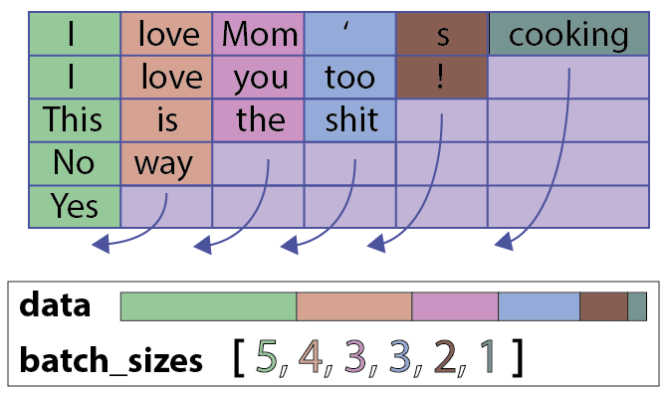 I love Mom ‘ s cooking
I love you too !
This is the shit
No way
Yes
data
batch_sizes [ 5, 4, 3, 3, 2, 1 ]